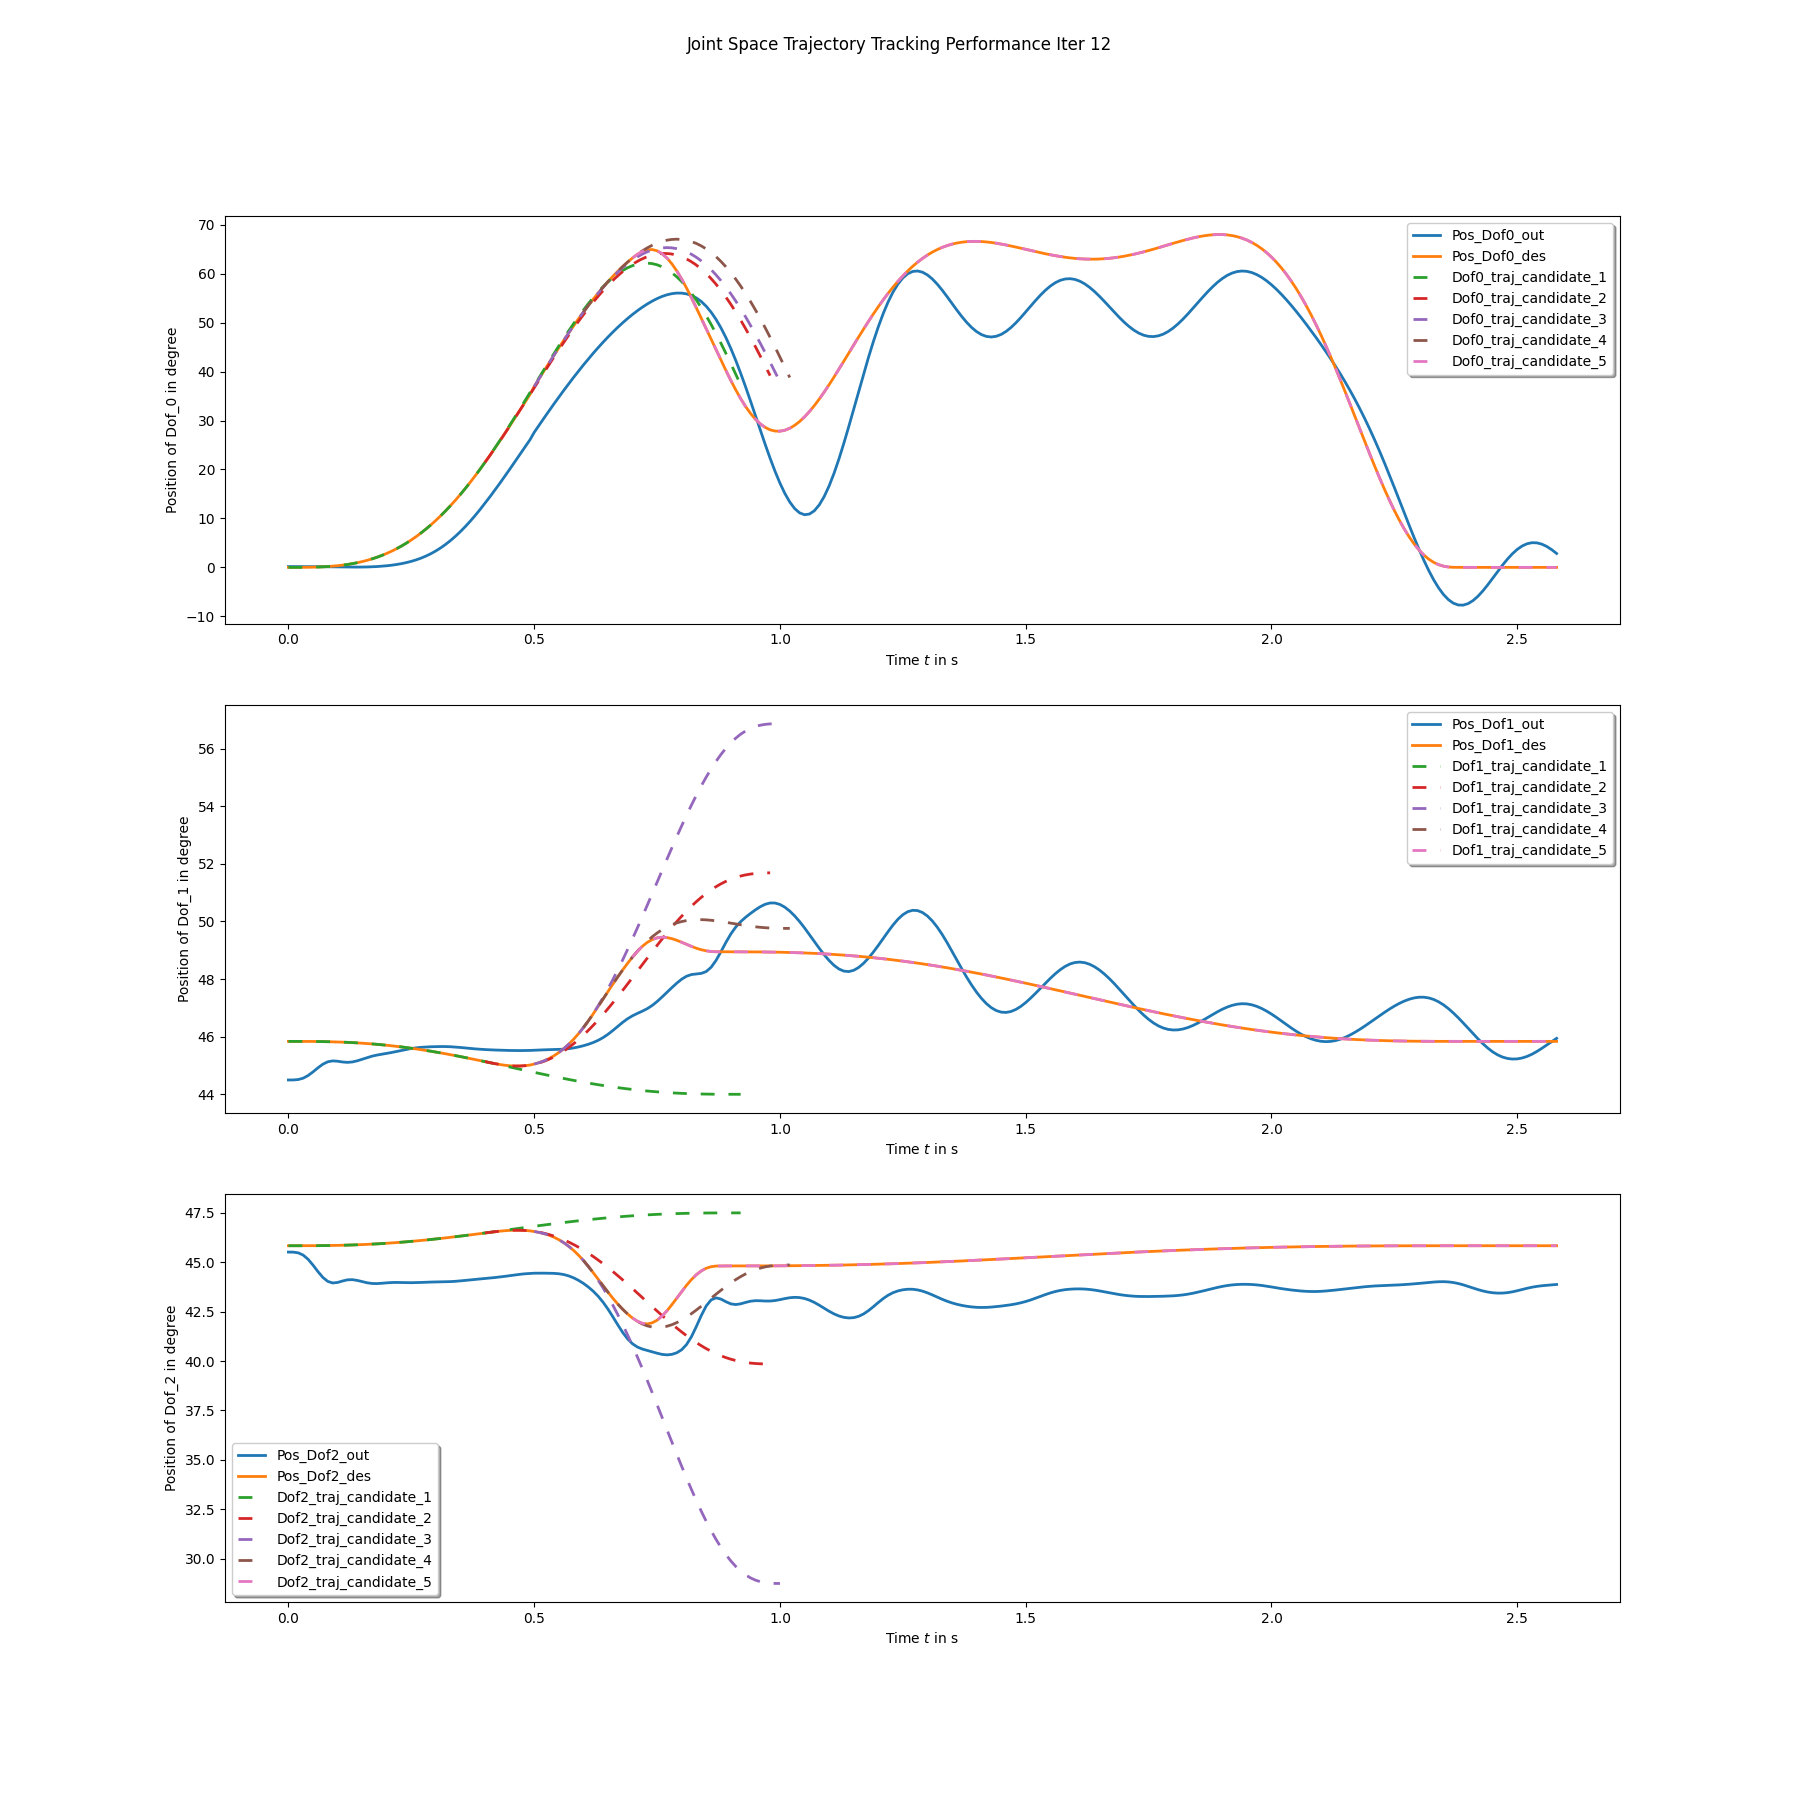 Joint Space Trajectory Tracking Performance Iter 12
70
60
50
40
30
20
10
0
−10
Position of Dof_0 in degree
0.0 0.5 1.0 1.5 2.0 2.5
Time t in s
Pos_Dof0_out
Pos_Dof0_des
Dof0_traj_candidate_1
Dof0_traj_candidate_2
Dof0_traj_candidate_3
Dof0_traj_candidate_4
Dof0_traj_candidate_5
56
54
52
50
48
46
44
Position of Dof_1 in degree
0.0 0.5 1.0 1.5 2.0 2.5
Time t in s
Pos_Dof1_out
Pos_Dof1_des
Dof1_traj_candidate_1
Dof1_traj_candidate_2
Dof1_traj_candidate_3
Dof1_traj_candidate_4
Dof1_traj_candidate_5
47.5
45.0
42.5
40.0
37.5
35.0
32.5
30.0
Position of Dof_2 in degree
Pos_Dof2_out
Pos_Dof2_des
Dof2_traj_candidate_1
Dof2_traj_candidate_2
Dof2_traj_candidate_3
Dof2_traj_candidate_4
Dof2_traj_candidate_5
0.0 0.5 1.0 1.5 2.0 2.5
Time t in s